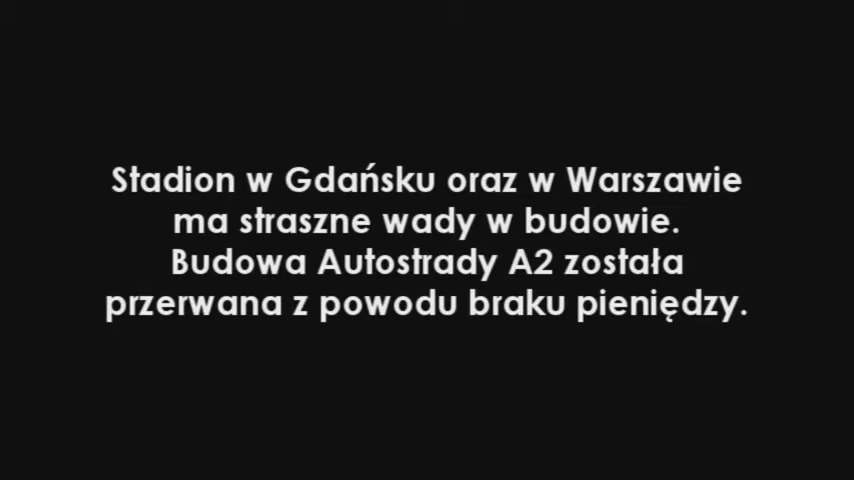 Stadion w Gdańsku oraz w Warszawie
ma straszne wady w budowie.
Budowa Autostrady A2 została
przerwana z powodu braku pieniędzy.